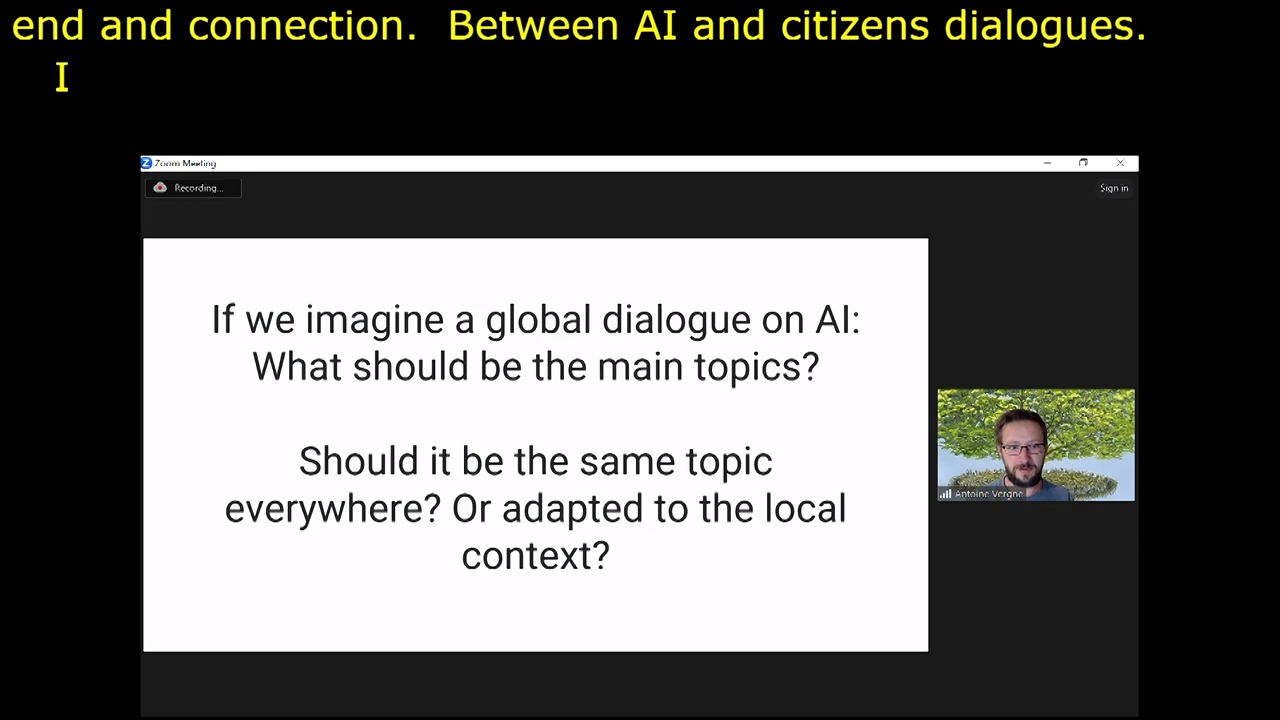 end and connection.  Between AI and citizens dialogues.
I
Zoom Meeting
Recording...
Sign in
If we imagine a global dialogue on AI:
What should be the main topics?
Should it be the same topic
everywhere? Or adapted to the local
context?
Antoine Vergne